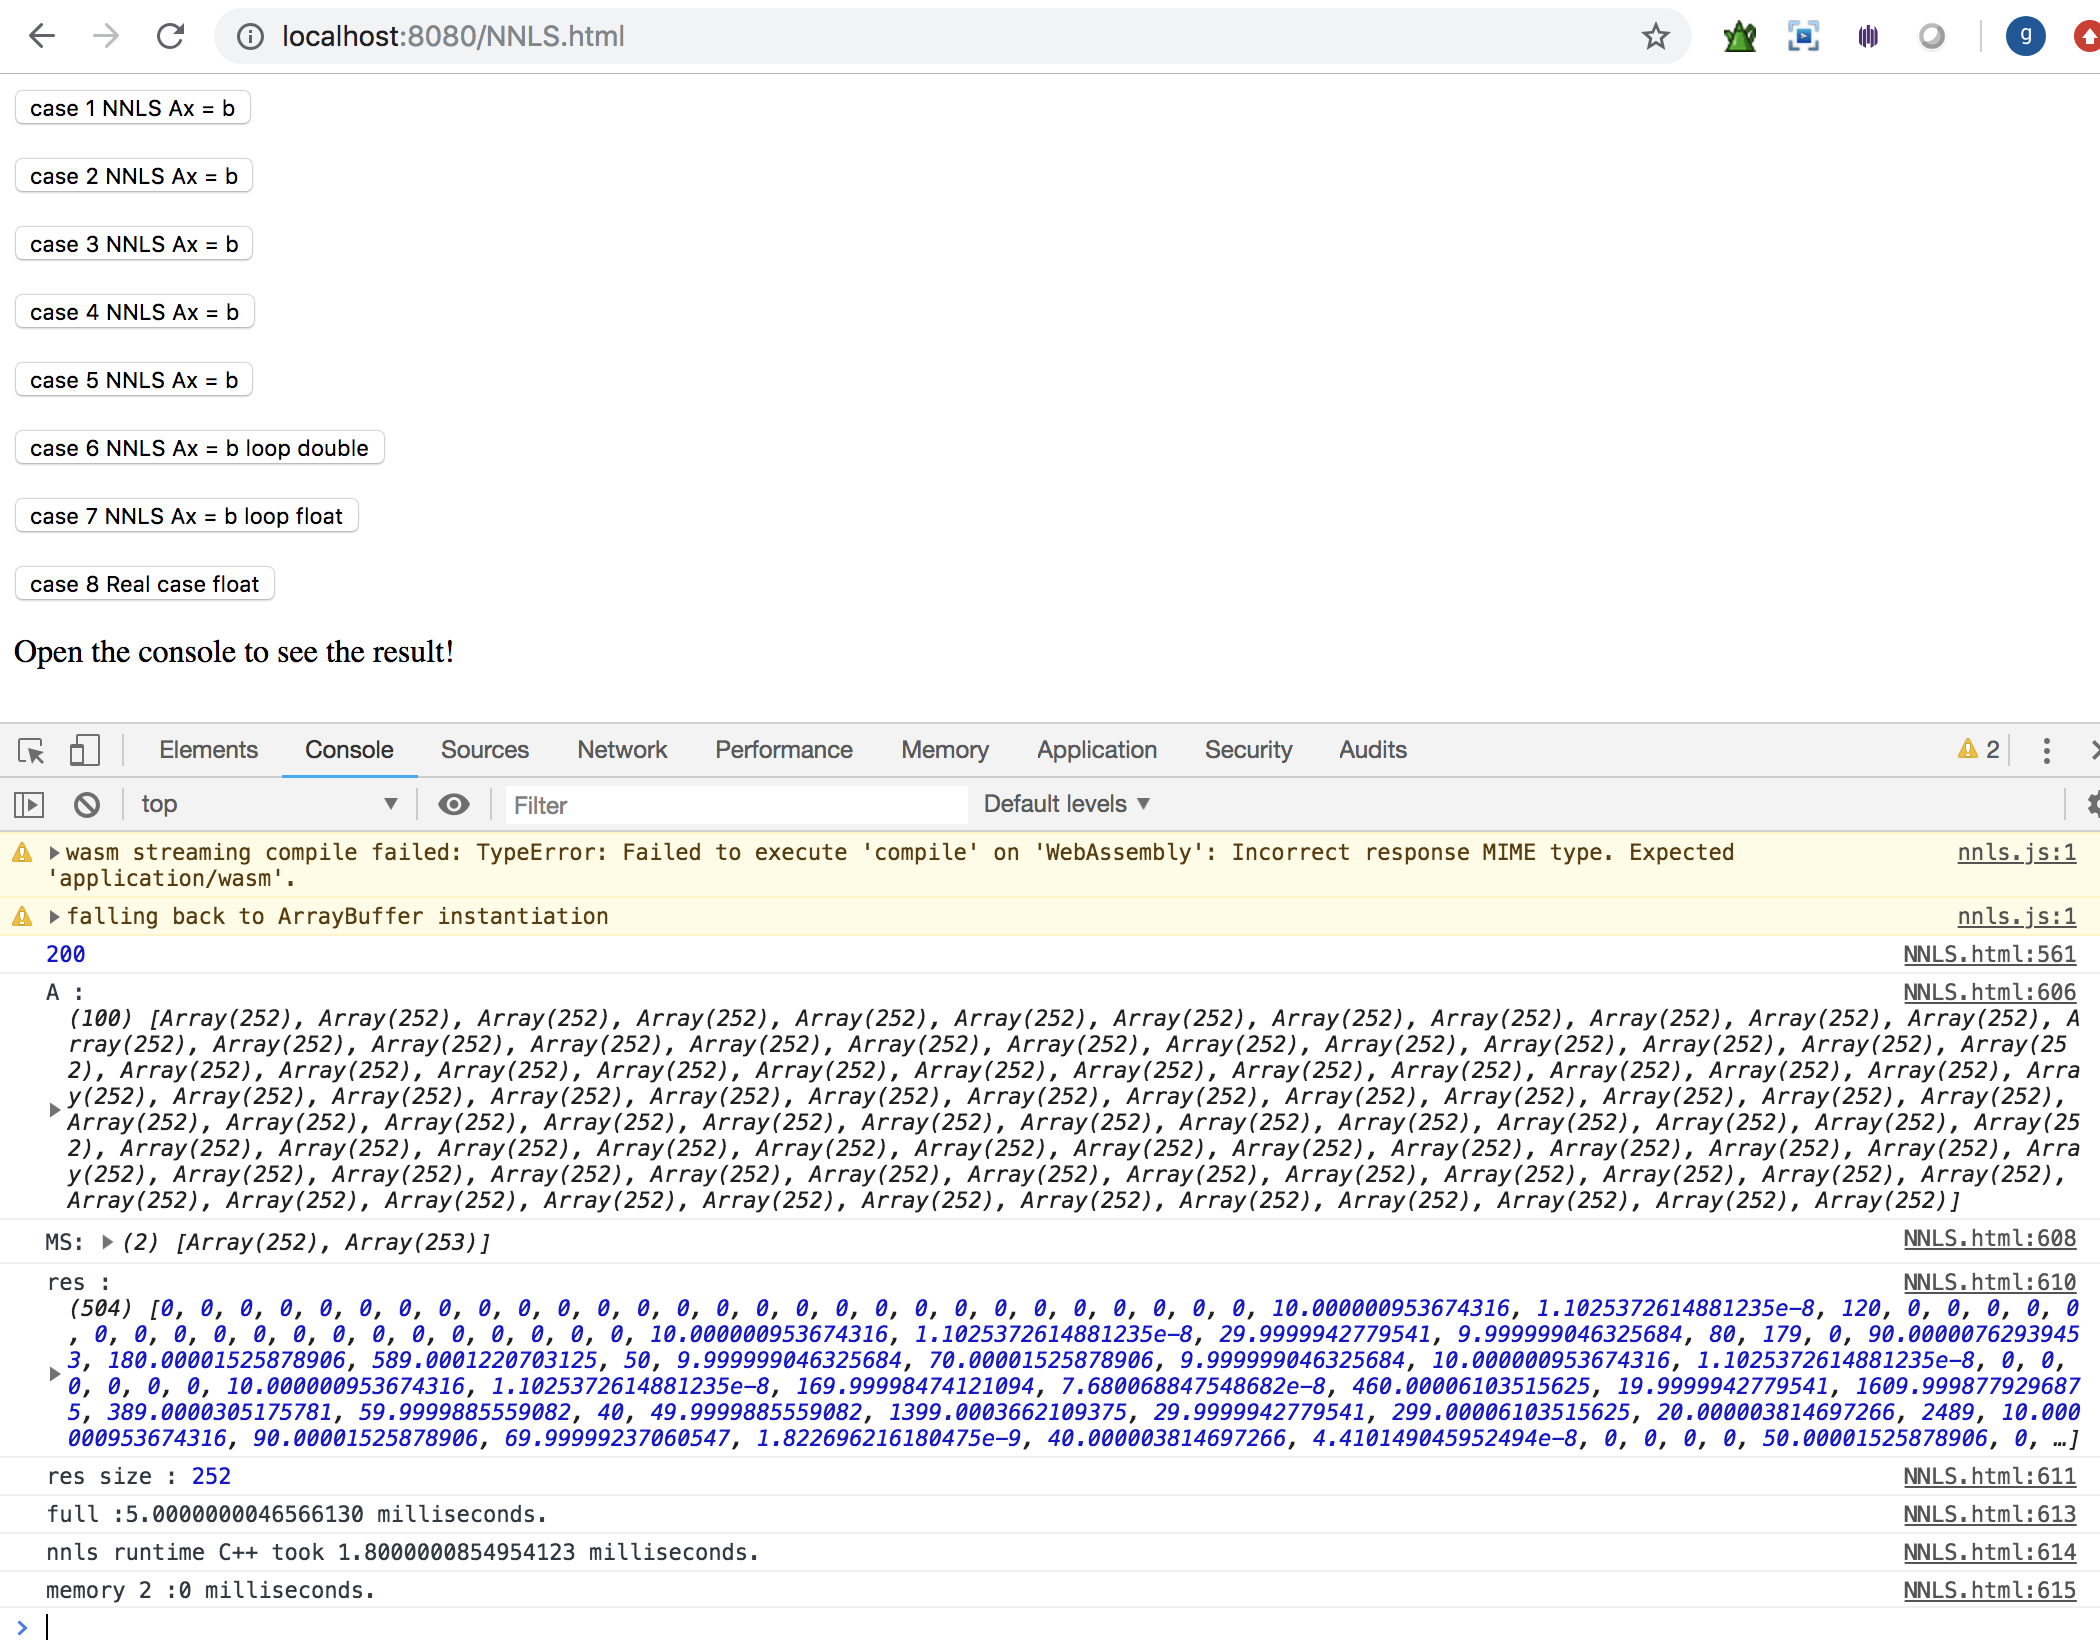 localhost:8080/NNLS.html
g
case 1 NNLS Ax = b
case 2 NNLS Ax = b
case 3 NNLS Ax = b
case 4 NNLS Ax = b
case 5 NNLS Ax = b
case 6 NNLS Ax = b loop double
case 7 NNLS Ax = b loop float
case 8 Real case float
Open the console to see the result!
Elements Console Sources Network Performance Memory Application Security Audits 2
top Filter Default levels
wasm streaming compile failed: TypeError: Failed to execute 'compile' on 'WebAssembly': Incorrect response MIME type. Expected nnls.js:1
'application/wasm'.
falling back to ArrayBuffer instantiation nnls.js:1
200 NNLS.html:561
A : NNLS.html:606
(100) [Array(252), Array(252), Array(252), Array(252), Array(252), Array(252), Array(252), Array(252), Array(252), Array(252), Array(252), Array(252), A
rray(252), Array(252), Array(252), Array(252), Array(252), Array(252), Array(252), Array(252), Array(252), Array(252), Array(252), Array(252), Array(25
2), Array(252), Array(252), Array(252), Array(252), Array(252), Array(252), Array(252), Array(252), Array(252), Array(252), Array(252), Array(252), Arra
y(252), Array(252), Array(252), Array(252), Array(252), Array(252), Array(252), Array(252), Array(252), Array(252), Array(252), Array(252), Array(252),
Array(252), Array(252), Array(252), Array(252), Array(252), Array(252), Array(252), Array(252), Array(252), Array(252), Array(252), Array(252), Array(25
2), Array(252), Array(252), Array(252), Array(252), Array(252), Array(252), Array(252), Array(252), Array(252), Array(252), Array(252), Array(252), Arra
y(252), Array(252), Array(252), Array(252), Array(252), Array(252), Array(252), Array(252), Array(252), Array(252), Array(252), Array(252), Array(252),
Array(252), Array(252), Array(252), Array(252), Array(252), Array(252), Array(252), Array(252), Array(252), Array(252), Array(252), Array(252)]
MS: (2) [Array(252), Array(253)] NNLS.html:608
res : NNLS.html:610
(504) [0, 0, 0, 0, 0, 0, 0, 0, 0, 0, 0, 0, 0, 0, 0, 0, 0, 0, 0, 0, 0, 0, 0, 0, 0, 0, 0, 0, 10.000000953674316, 1.1025372614881235e-8, 120, 0, 0, 0, 0, 0
, 0, 0, 0, 0, 0, 0, 0, 0, 0, 0, 0, 0, 0, 0, 10.000000953674316, 1.1025372614881235e-8, 29.9999942779541, 9.999999046325684, 80, 179, 0, 90.0000076293945
3, 180.00001525878906, 589.0001220703125, 50, 9.999999046325684, 70.00001525878906, 9.999999046325684, 10.000000953674316, 1.1025372614881235e-8, 0, 0,
0, 0, 0, 0, 10.000000953674316, 1.1025372614881235e-8, 169.99998474121094, 7.680068847548682e-8, 460.00006103515625, 19.9999942779541, 1609.999877929687
5, 389.0000305175781, 59.9999885559082, 40, 49.9999885559082, 1399.0003662109375, 29.9999942779541, 299.00006103515625, 20.000003814697266, 2489, 10.000
000953674316, 90.00001525878906, 69.99999237060547, 1.822696216180475e-9, 40.000003814697266, 4.410149045952494e-8, 0, 0, 0, 0, 50.00001525878906, 0, …]
res size : 252 NNLS.html:611
full :5.0000000046566130 milliseconds. NNLS.html:613
nnls runtime C++ took 1.8000000854954123 milliseconds. NNLS.html:614
memory 2 :0 milliseconds. NNLS.html:615